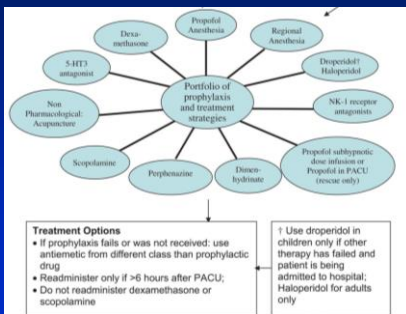 Propofol
Anesthesia
Dexa-
methasone
Regional
Anesthesia
5-HT3
antagonist
Droperidol†
Haloperidol
Portfolio of
prophylaxis
and treatment
strategies
Non
Pharmacological:
Acupuncture
NK-1 receptor
antagonists
Scopolamine
Perphenazine
Dimen-
hydrinate
Propofol subhypnotic
dose infusion or
Propofol in PACU
(rescue only)
Treatment Options
• If prophylaxis fails or was not received: use
antiemetic from different class than prophylactic
drug
• Readminister only if >6 hours after PACU;
• Do not readminister dexamethasone or
scopolamine
† Use droperidol in
children only if other
therapy has failed and
patient is being
admitted to hospital;
Haloperidol for adults
only